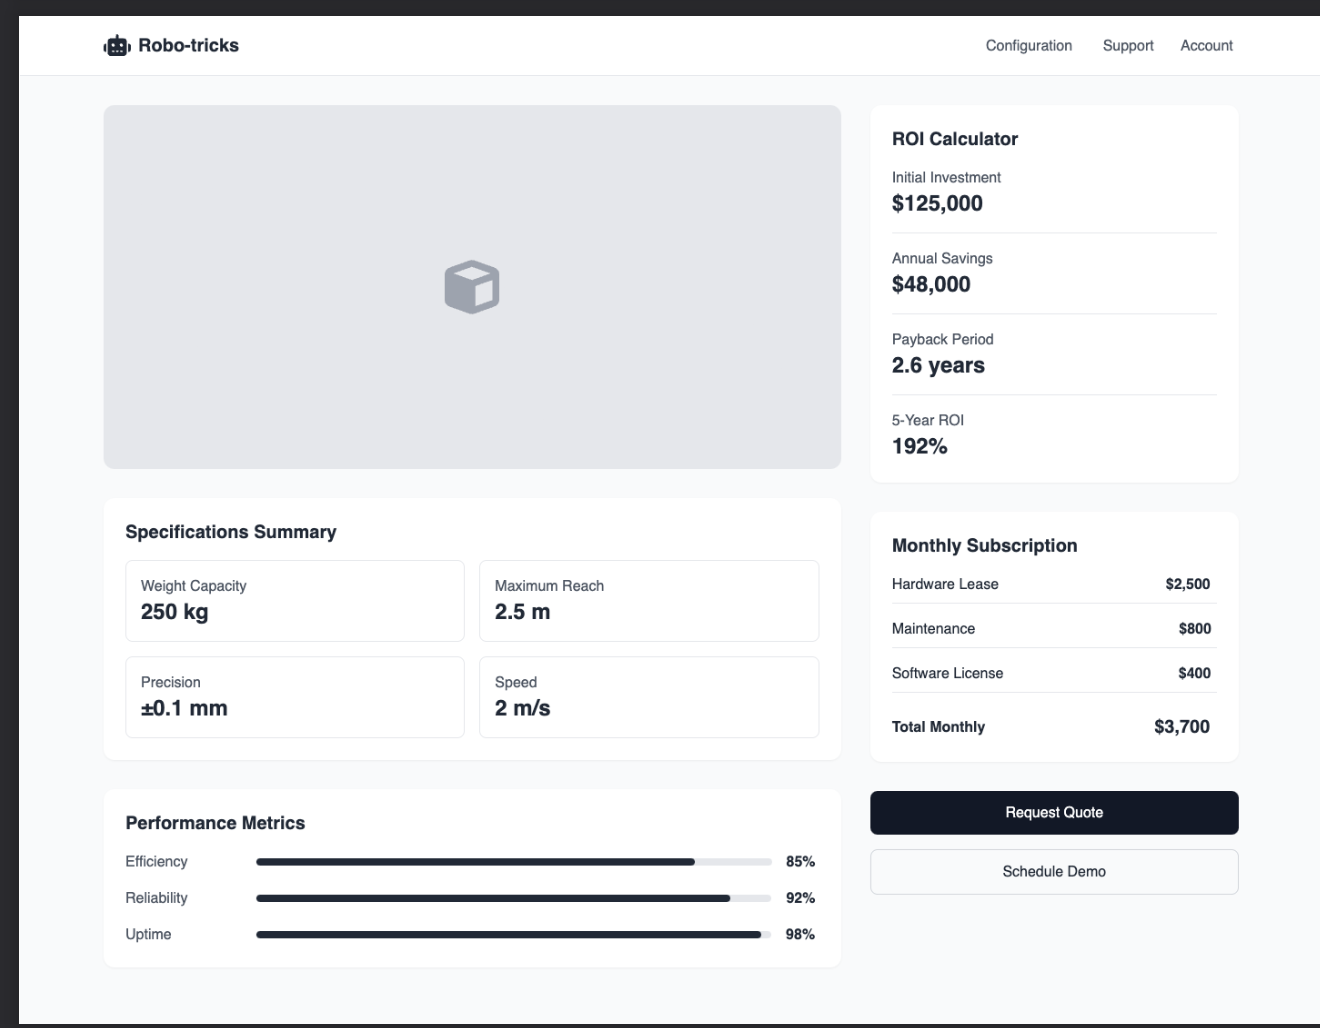 Robo-tricks
Configuration Support Account
ROI Calculator
Initial Investment
$125,000
Annual Savings
$48,000
Payback Period
2.6 years
5-Year ROI
192%
Specifications Summary
Weight Capacity
250 kg
Maximum Reach
2.5 m
Precision
±0.1 mm
Speed
2 m/s
Monthly Subscription
Hardware Lease $2,500
Maintenance $800
Software License $400
Total Monthly $3,700
Performance Metrics
Efficiency 85%
Reliability 92%
Uptime 98%
Request Quote
Schedule Demo